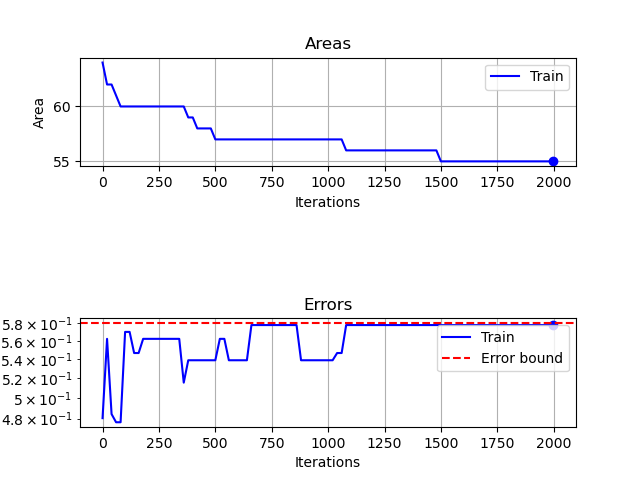 Areas
Train
60
55
Area
0 250 500 750 1000 1250 1500 1750 2000
Iterations
Errors
5.8 × 10⁻¹
5.6 × 10⁻¹
5.4 × 10⁻¹
5.2 × 10⁻¹
5 × 10⁻¹
4.8 × 10⁻¹
Train
Error bound
0 250 500 750 1000 1250 1500 1750 2000
Iterations